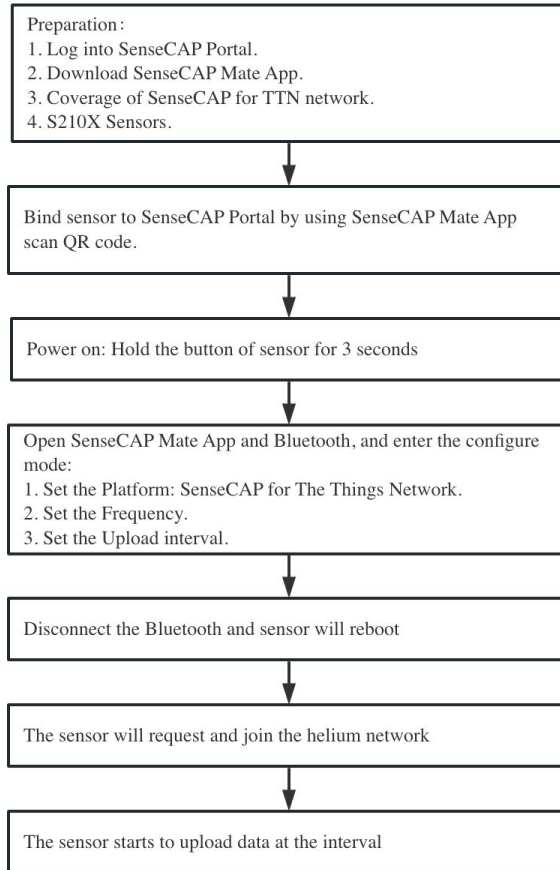 Preparation:
1. Log into SenseCAP Portal.
2. Download SenseCAP Mate App.
3. Coverage of SenseCAP for TTN network.
4. S210X Sensors.
Bind sensor to SenseCAP Portal by using SenseCAP Mate App
scan QR code.
Power on: Hold the button of sensor for 3 seconds
Open SenseCAP Mate App and Bluetooth, and enter the configure
mode:
1. Set the Platform: SenseCAP for The Things Network.
2. Set the Frequency.
3. Set the Upload interval.
Disconnect the Bluetooth and sensor will reboot
The sensor will request and join the helium network
The sensor starts to upload data at the interval